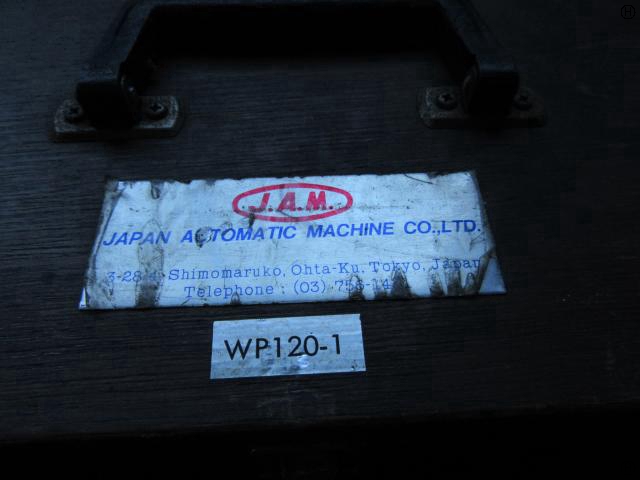 J.A.M.
JAPAN AUTOMATIC MACHINE CO.,LTD.
Shimomaruko, Ohta-Ku, Tokyo, Japan
Telephone : (03)
WP120-1